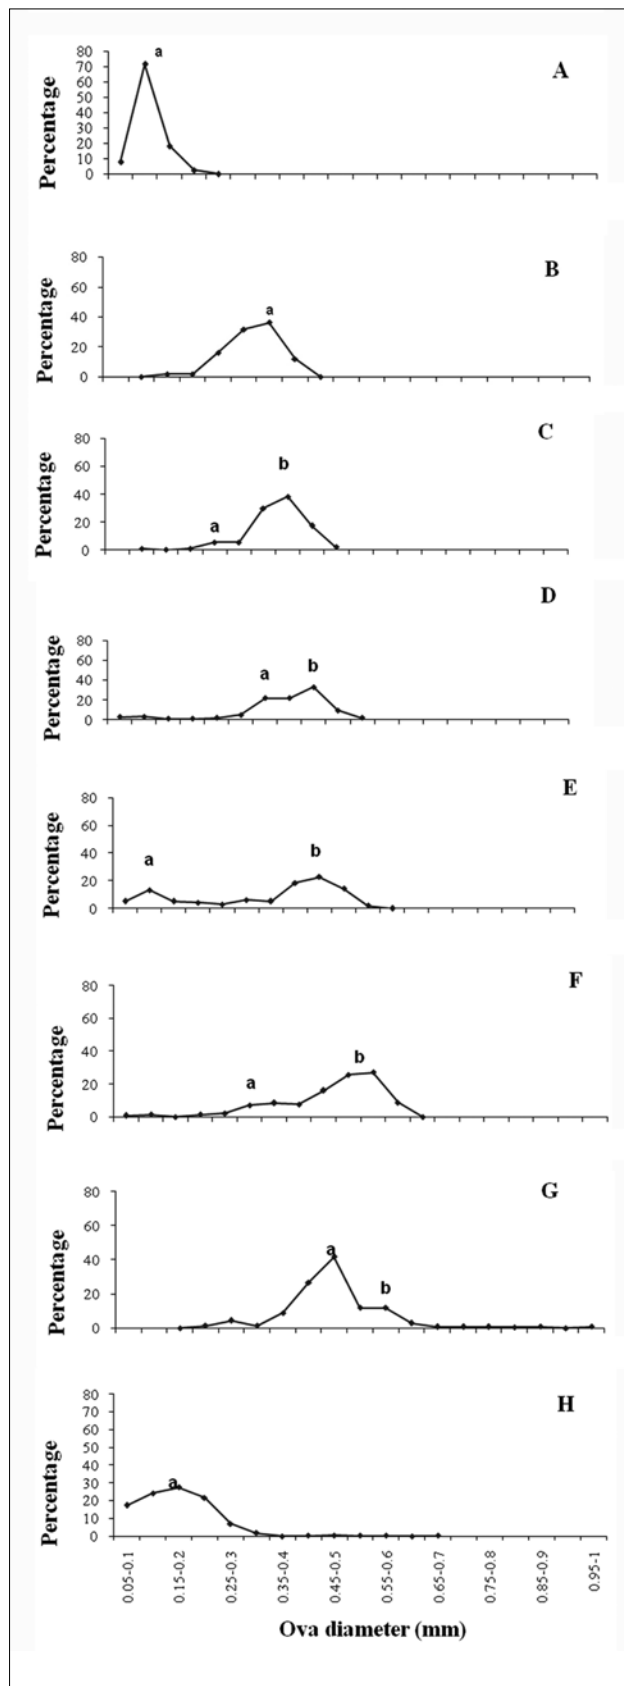 A
a
Percentage
80
70
60
50
40
30
20
10
0
B
a
Percentage
80
60
40
20
0
C
b
a
Percentage
80
60
40
20
0
D
a
b
Percentage
80
60
40
20
0
E
a
b
Percentage
80
60
40
20
0
F
a
b
Percentage
80
60
40
20
0
G
a
b
Percentage
80
60
40
20
0
H
a
Percentage
80
70
60
50
40
30
20
10
0
0.05-0.1
0.15-0.2
0.25-0.3
0.35-0.4
0.45-0.5
0.55-0.6
0.65-0.7
0.75-0.8
0.85-0.9
0.95-1
Ova diameter (mm)